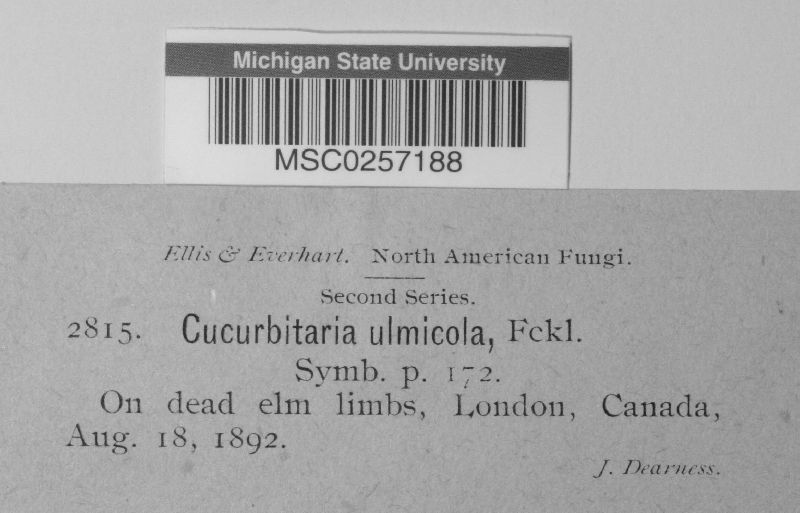 Michigan State University
MSC0257188
Ellis & Everhart. North American Fungi.
Second Series.
2815. Cucurbitaria ulmicola, Fckl.
Symb. p. 172.
On dead elm limbs, London, Canada,
Aug. 18, 1892.
J. Dearness.